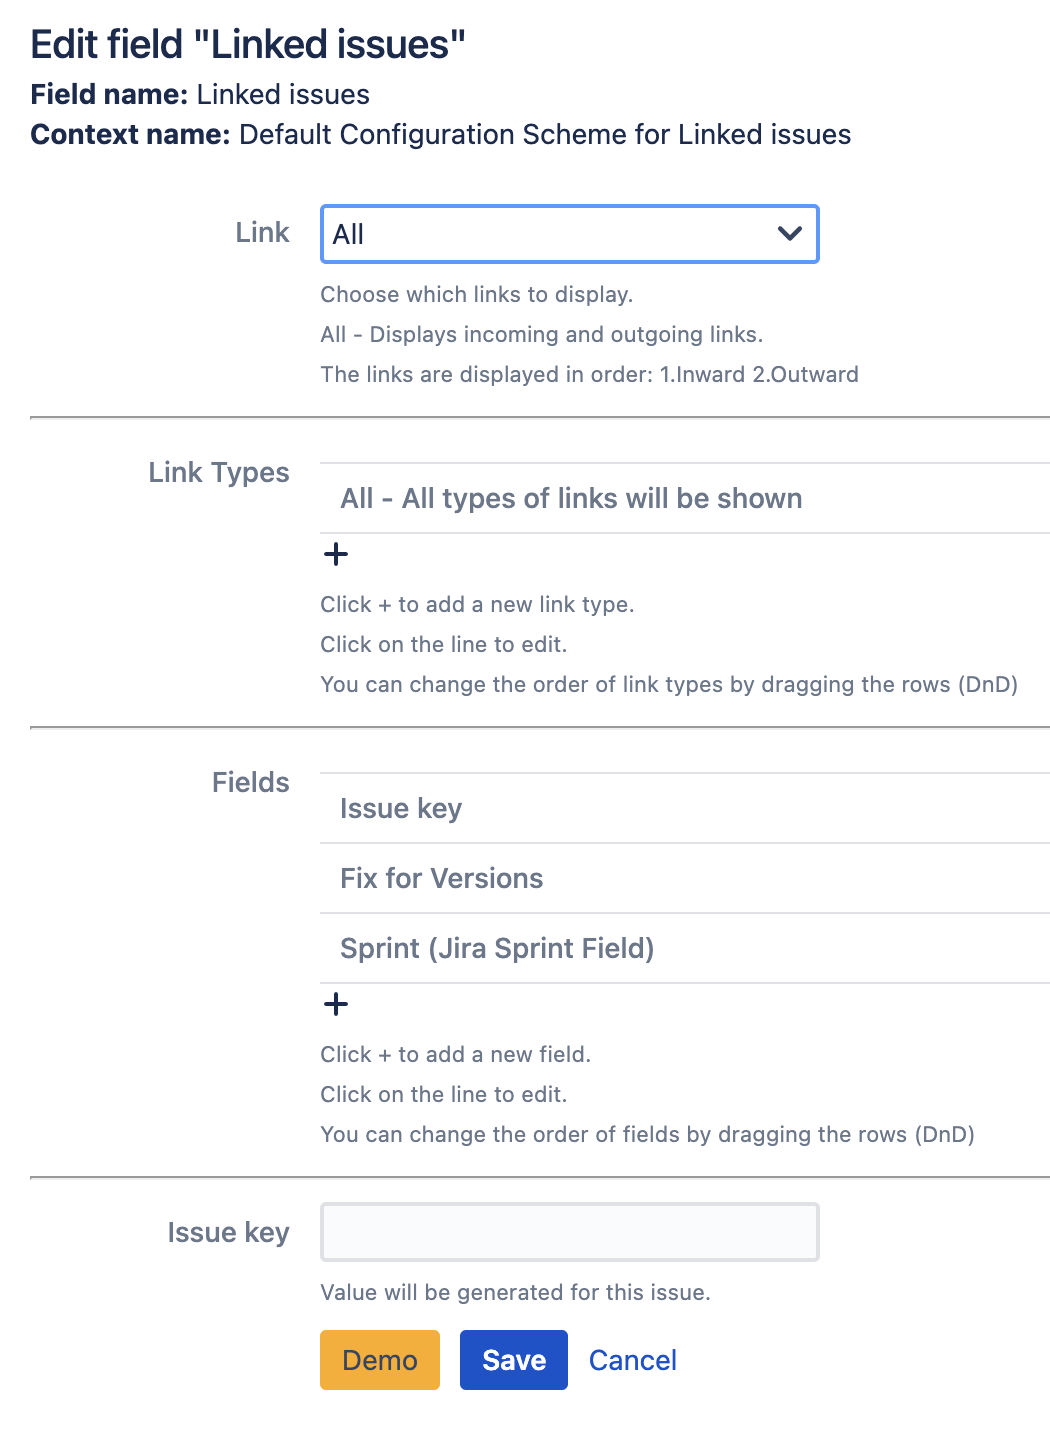 Edit field "Linked issues"
Field name: Linked issues
Context name: Default Configuration Scheme for Linked issues
Link
All
Choose which links to display.
All - Displays incoming and outgoing links.
The links are displayed in order: 1.Inward 2.Outward
Link Types
All - All types of links will be shown
+
Click + to add a new link type.
Click on the line to edit.
You can change the order of link types by dragging the rows (DnD)
Fields
Issue key
Fix for Versions
Sprint (Jira Sprint Field)
+
Click + to add a new field.
Click on the line to edit.
You can change the order of fields by dragging the rows (DnD)
Issue key
Value will be generated for this issue.
Demo Save Cancel